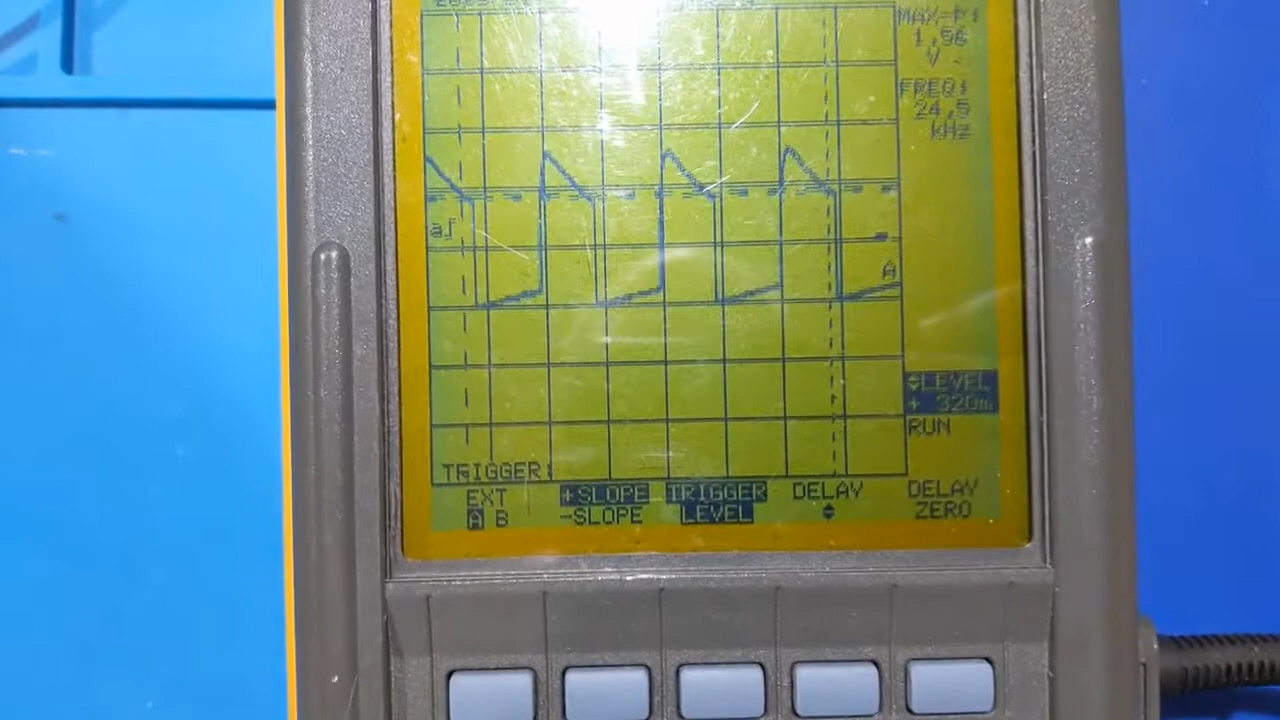 MAX-P:
1,56
V
FREQ:
24,5
kHz
A
LEVEL
+ 320m
RUN
TRIGGER:
EXT +SLOPE TRIGGER DELAY DELAY
A B -SLOPE LEVEL ZERO